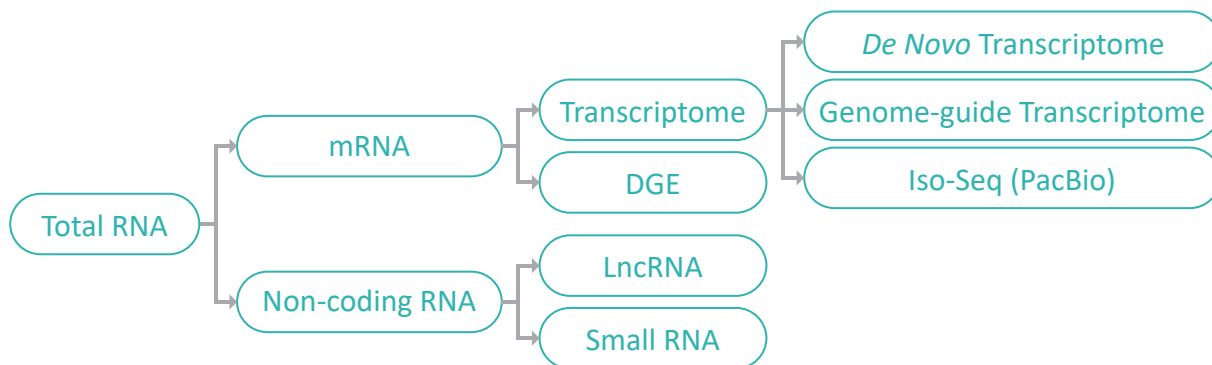 De Novo Transcriptome
Transcriptome
Genome-guide Transcriptome
mRNA
DGE
Iso-Seq (PacBio)
Total RNA
LncRNA
Non-coding RNA
Small RNA